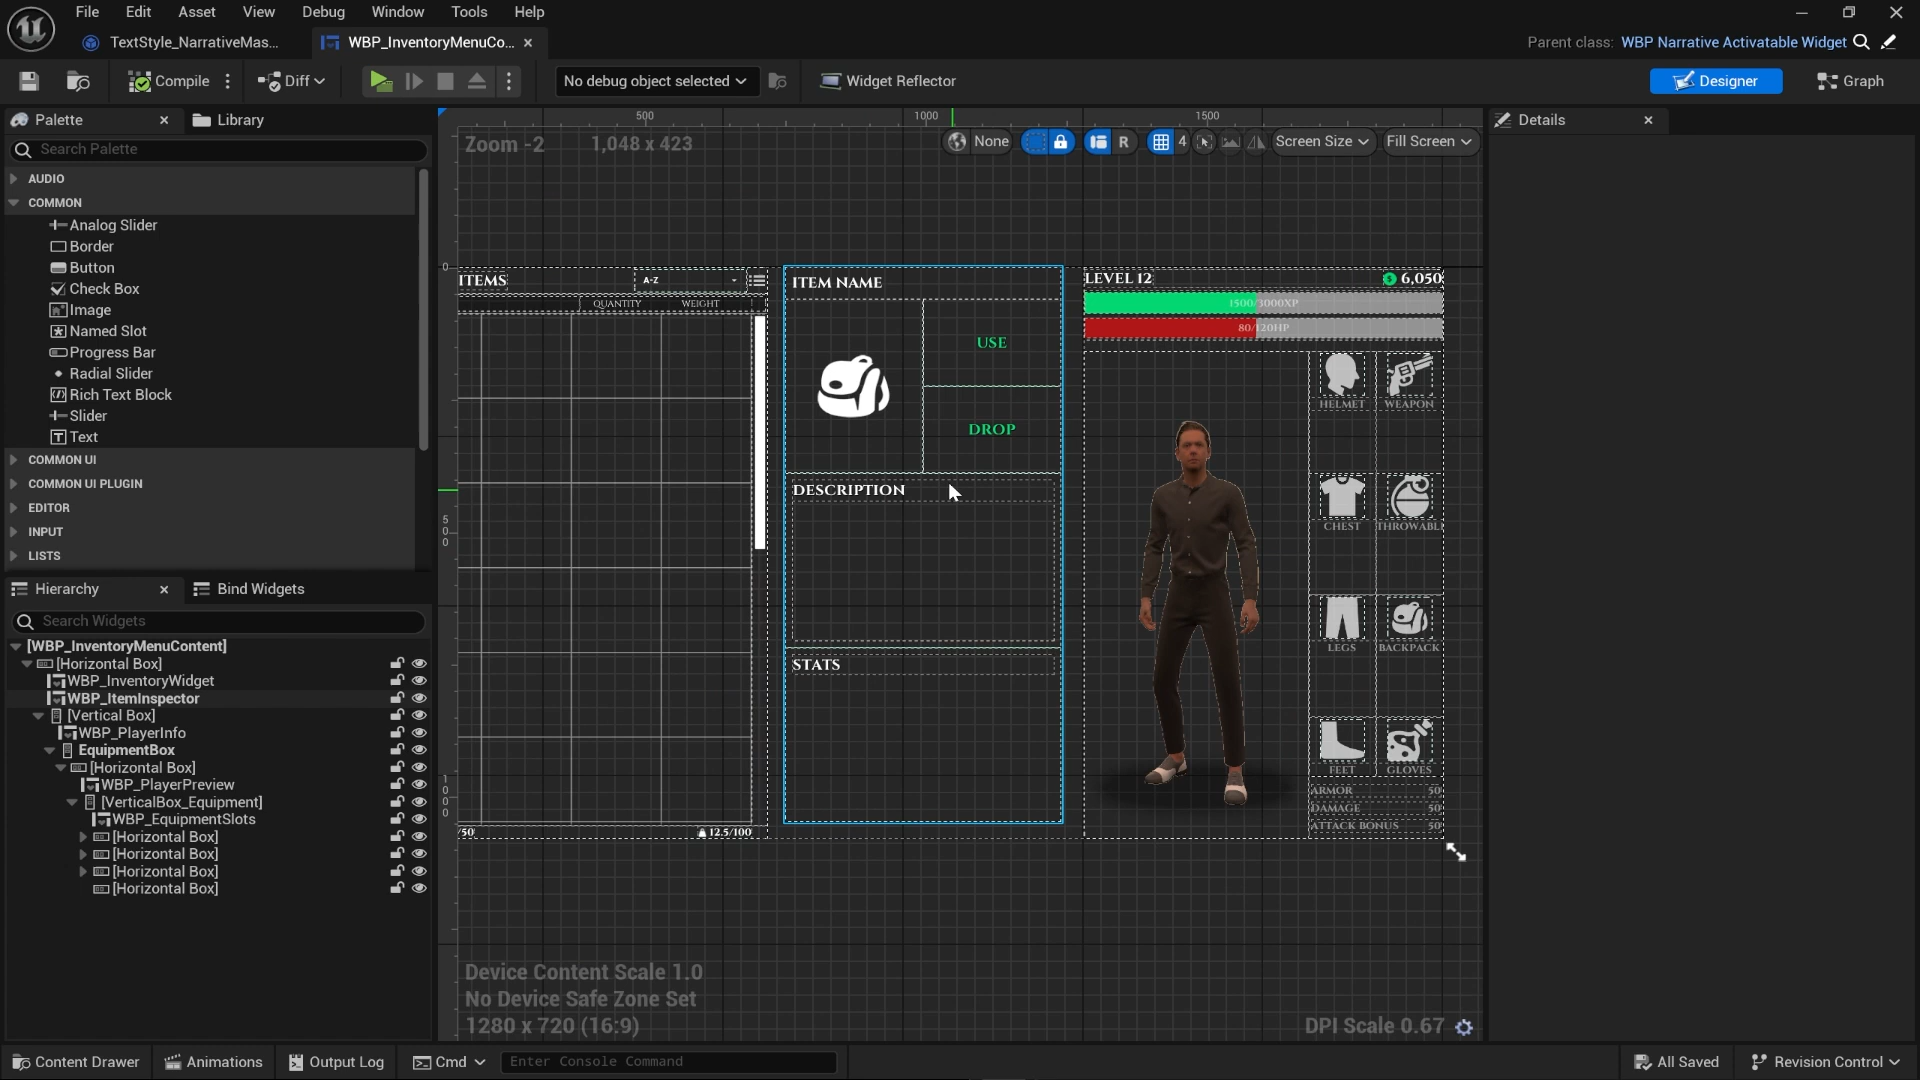 File Edit Asset View Debug Window Tools Help
TextStyle_NarrativeMas...
WBP_InventoryMenuCo...
Parent class: WBP Narrative Activatable Widget
Compile
Diff
No debug object selected
Widget Reflector
Designer
Graph
Palette
Library
Search Palette
AUDIO
COMMON
Analog Slider
Border
Button
Check Box
Image
Named Slot
Progress Bar
Radial Slider
Rich Text Block
Slider
Text
COMMON UI
COMMON UI PLUGIN
EDITOR
INPUT
LISTS
Hierarchy
Bind Widgets
Search Widgets
[WBP_InventoryMenuContent]
[Horizontal Box]
WBP_InventoryWidget
WBP_ItemInspector
[Vertical Box]
WBP_PlayerInfo
EquipmentBox
[Horizontal Box]
WBP_PlayerPreview
[VerticalBox_Equipment]
WBP_EquipmentSlots
[Horizontal Box]
[Horizontal Box]
[Horizontal Box]
[Horizontal Box]
500 1000 1500
Zoom -2 1,048 x 423
None
R
4
Screen Size
Fill Screen
0
500
1000
ITEMS
A-Z
QUANTITY WEIGHT
/50
12.5/100
ITEM NAME
USE
DROP
DESCRIPTION
STATS
LEVEL 12
6,050
1500/3000XP
80/120HP
HELMET WEAPON
CHEST THROWABL
LEGS BACKPACK
FEET GLOVES
ARMOR 50
DAMAGE 50
ATTACK BONUS 50
Device Content Scale 1.0
No Device Safe Zone Set
1280 x 720 (16:9)
DPI Scale 0.67
Details
Content Drawer
Animations
Output Log
Cmd
Enter Console Command
All Saved
Revision Control